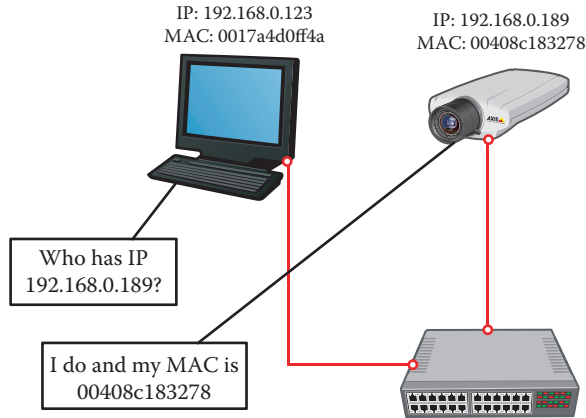 IP: 192.168.0.123
MAC: 0017a4d0ff4a
IP: 192.168.0.189
MAC: 00408c183278
AXIS
Who has IP
192.168.0.189?
I do and my MAC is
00408c183278